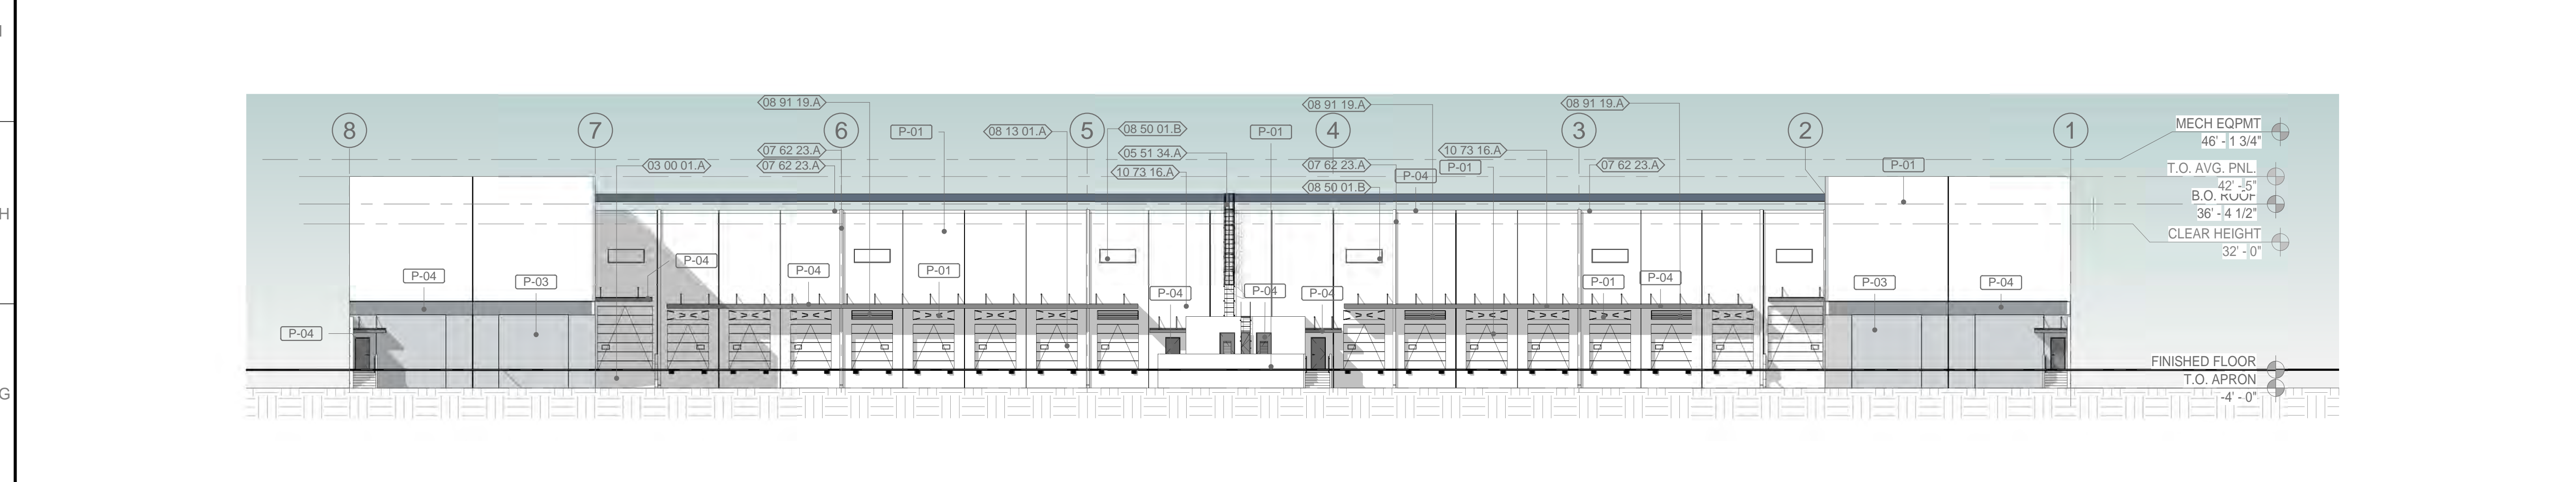 H
G
08 91 19.A
08 91 19.A
08 91 19.A
8
7
6
P-01
08 13 01.A
5
08 50 01.B
P-01
4
3
2
1
MECH EQPMT
46' - 1 3/4"
07 62 23.A
07 62 23.A
03 00 01.A
05 51 34.A
10 73 16.A
07 62 23.A
08 50 01.B
P-04
10 73 16.A
P-01
07 62 23.A
P-01
T.O. AVG. PNL.
42' - 5"
B.O. ROOF
36' - 4 1/2"
CLEAR HEIGHT
32' - 0"
P-04
P-03
P-04
P-04
P-01
P-04
P-04
P-04
P-01
P-04
P-03
P-04
P-04
FINISHED FLOOR
T.O. APRON
-4' - 0"